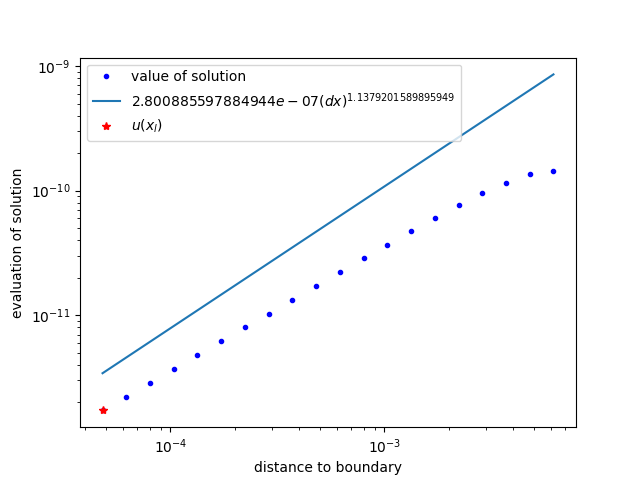 10⁻⁹
value of solution
2.800885597884944e − 07(dx)^1.1379201589895949
u(x_l)
10⁻¹⁰
10⁻¹¹
evaluation of solution
10⁻⁴ 10⁻³
distance to boundary